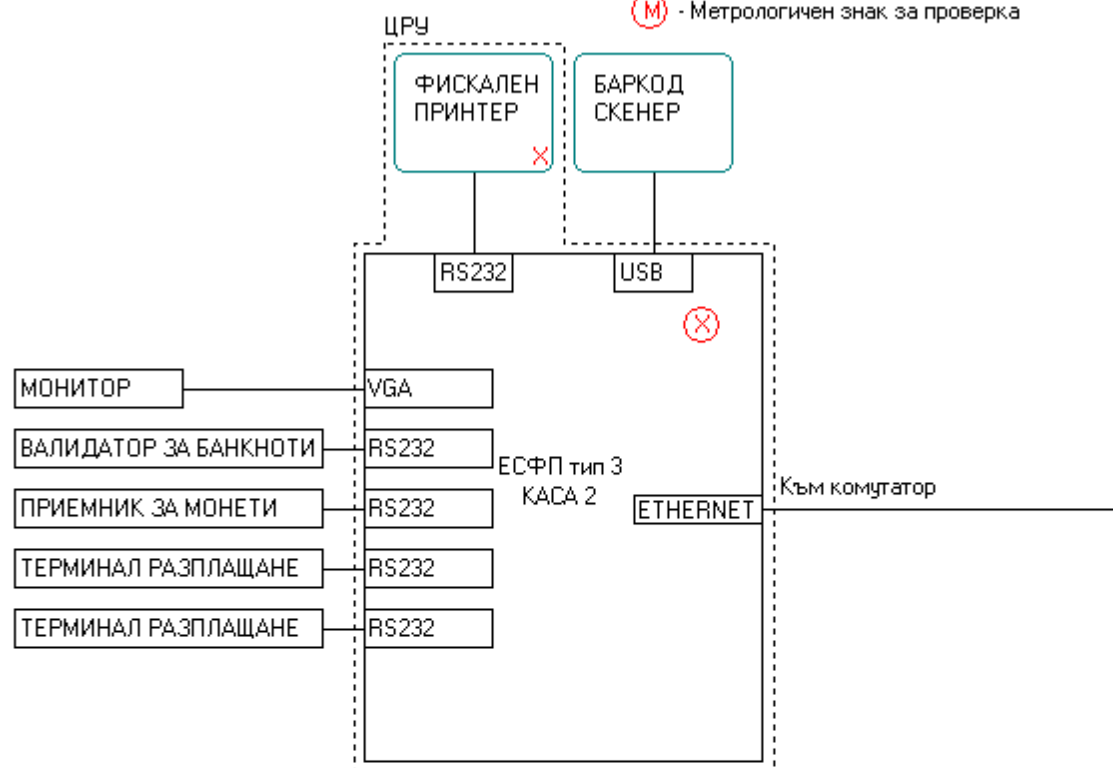 М - Метрологичен знак за проверка
ЦРУ
ФИСКАЛЕН
ПРИНТЕР
X
БАРКОД
СКЕНЕР
RS232
USB
X
МОНИТОР
VGA
ВАЛИДАТОР ЗА БАНКНОТИ
RS232
ЕСФП тип 3
КАСА 2
ПРИЕМНИК ЗА МОНЕТИ
RS232
ETHERNET
Към комутатор
ТЕРМИНАЛ РАЗПЛАЩАНЕ
RS232
ТЕРМИНАЛ РАЗПЛАЩАНЕ
RS232